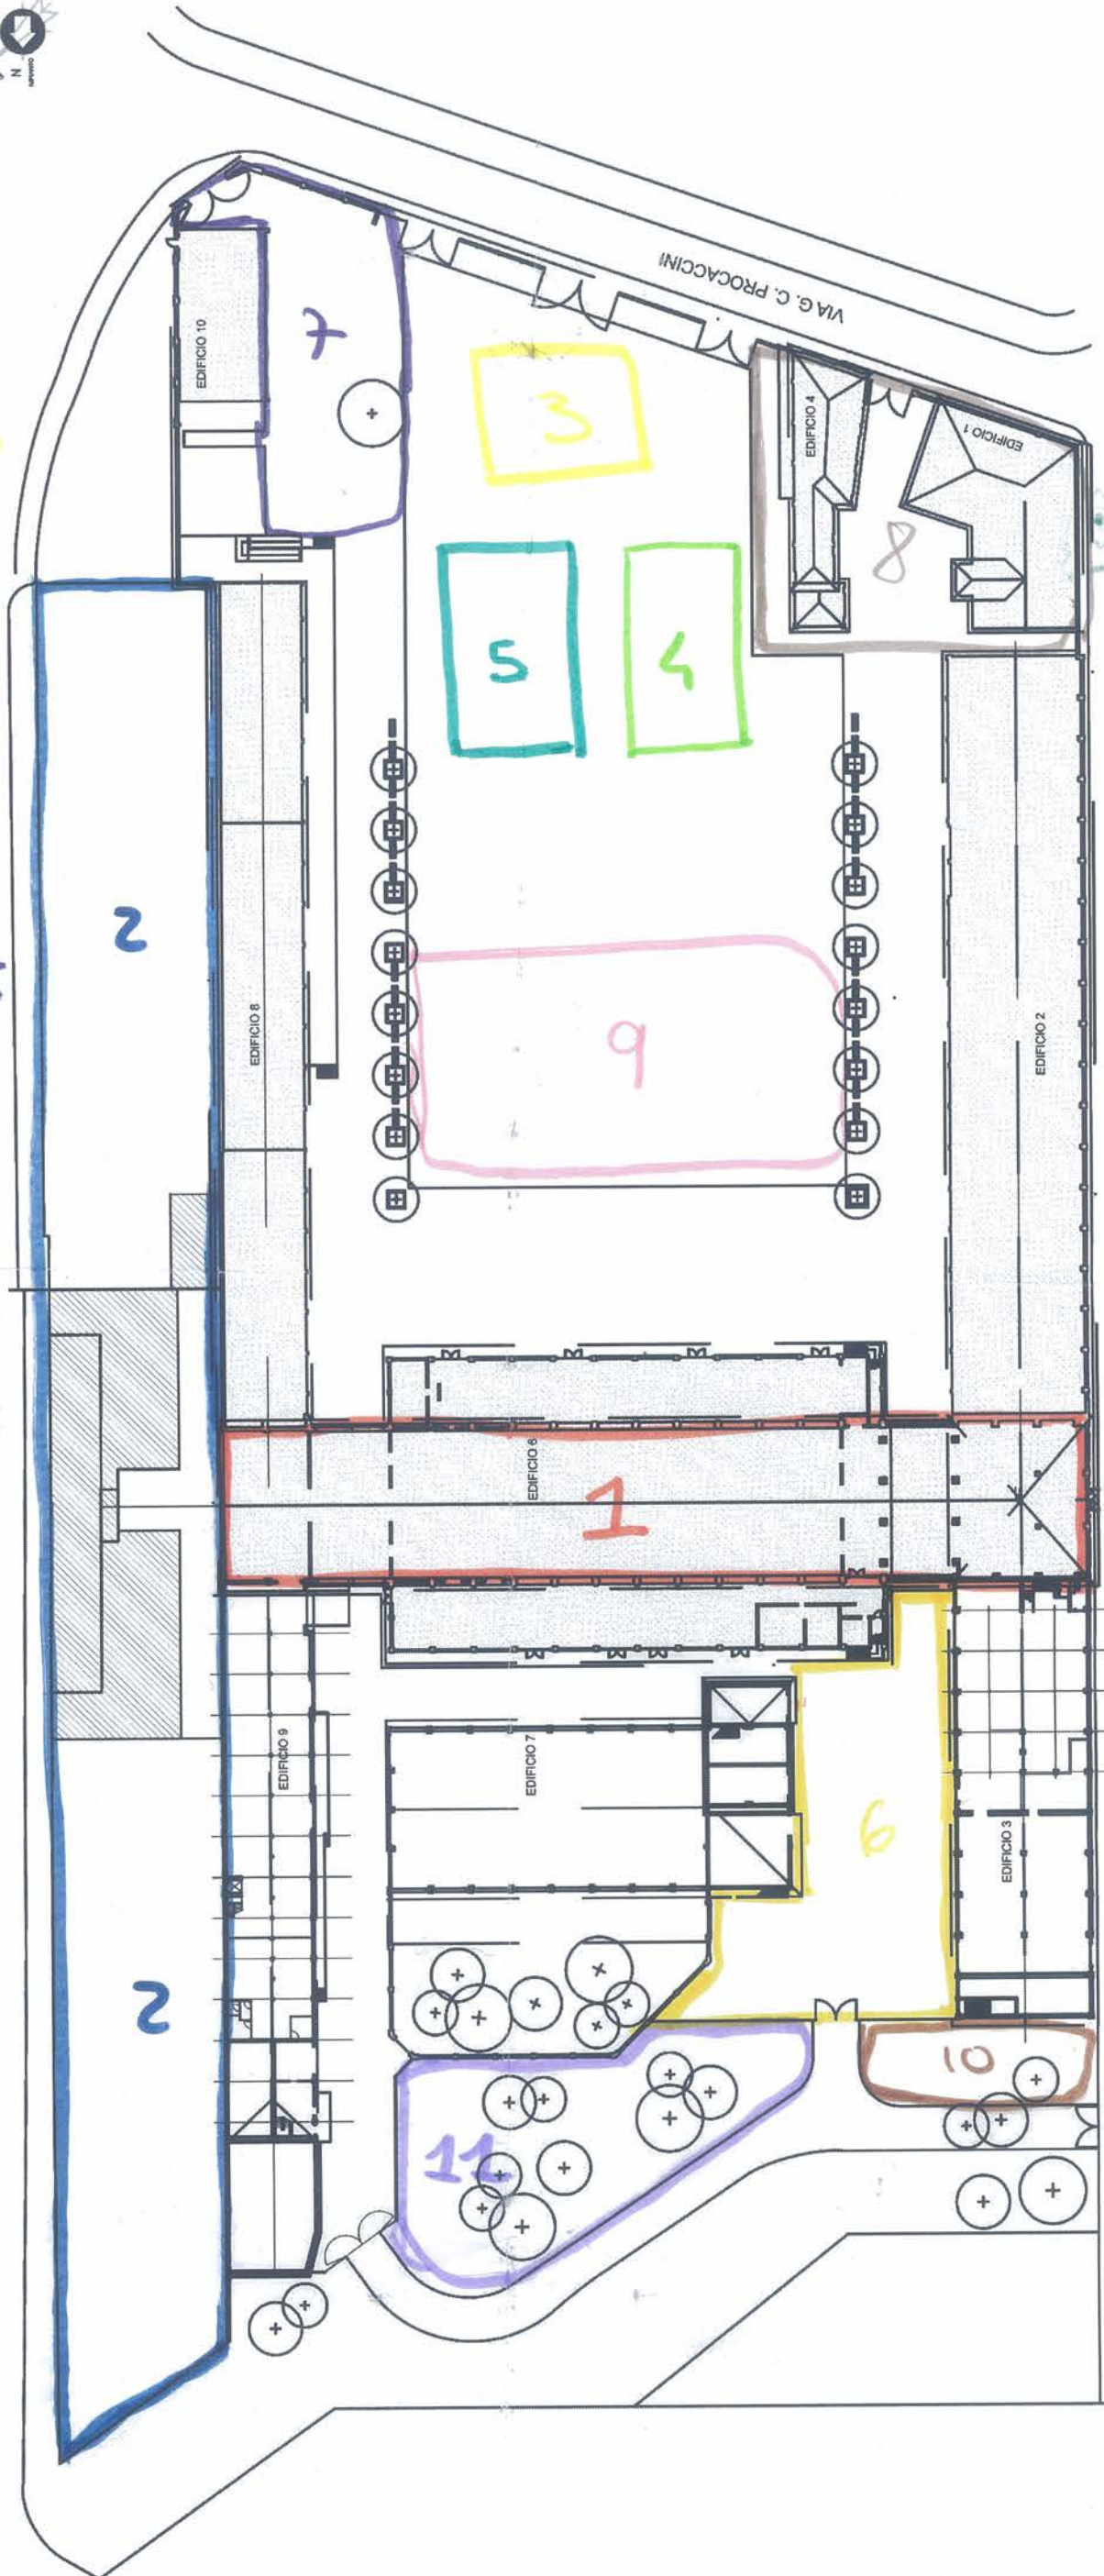 N
VIA G. C. PROCACCINI
EDIFICIO 10
7
3
EDIFICIO 4
EDIFICIO 1
8
5
4
2
EDIFICIO 8
9
EDIFICIO 2
EDIFICIO 6
1
EDIFICIO 9
EDIFICIO 7
6
EDIFICIO 3
2
10
11